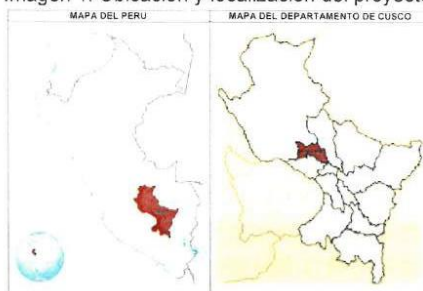 Imagen 1: Ubicación y localización del proyecto
MAPA DEL PERU
MAPA DEL DEPARTAMENTO DE CUSCO